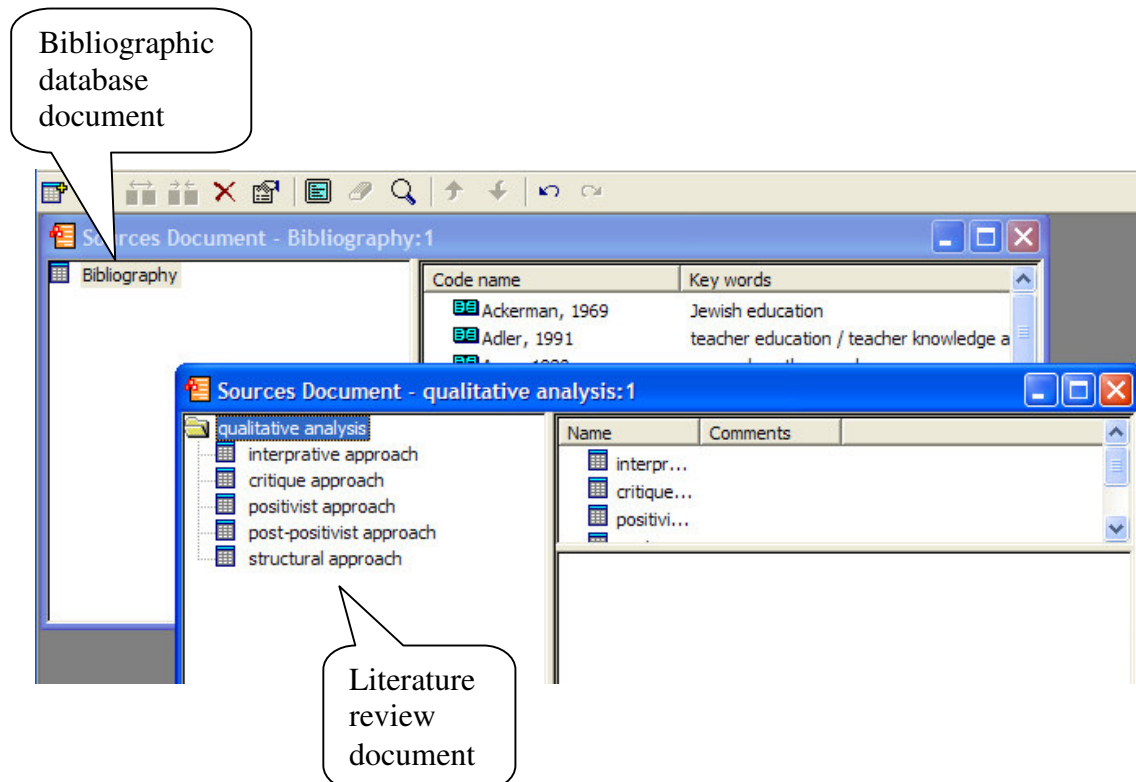 Bibliographic
database
document
Sources Document - Bibliography:1
Bibliography
Code name Key words
Ackerman, 1969 Jewish education
Adler, 1991 teacher education / teacher knowledge a
Sources Document - qualitative analysis:1
qualitative analysis
interprative approach
critique approach
positivist approach
post-positivist approach
structural approach
Name Comments
interpr...
critique...
positivi...
Literature
review
document